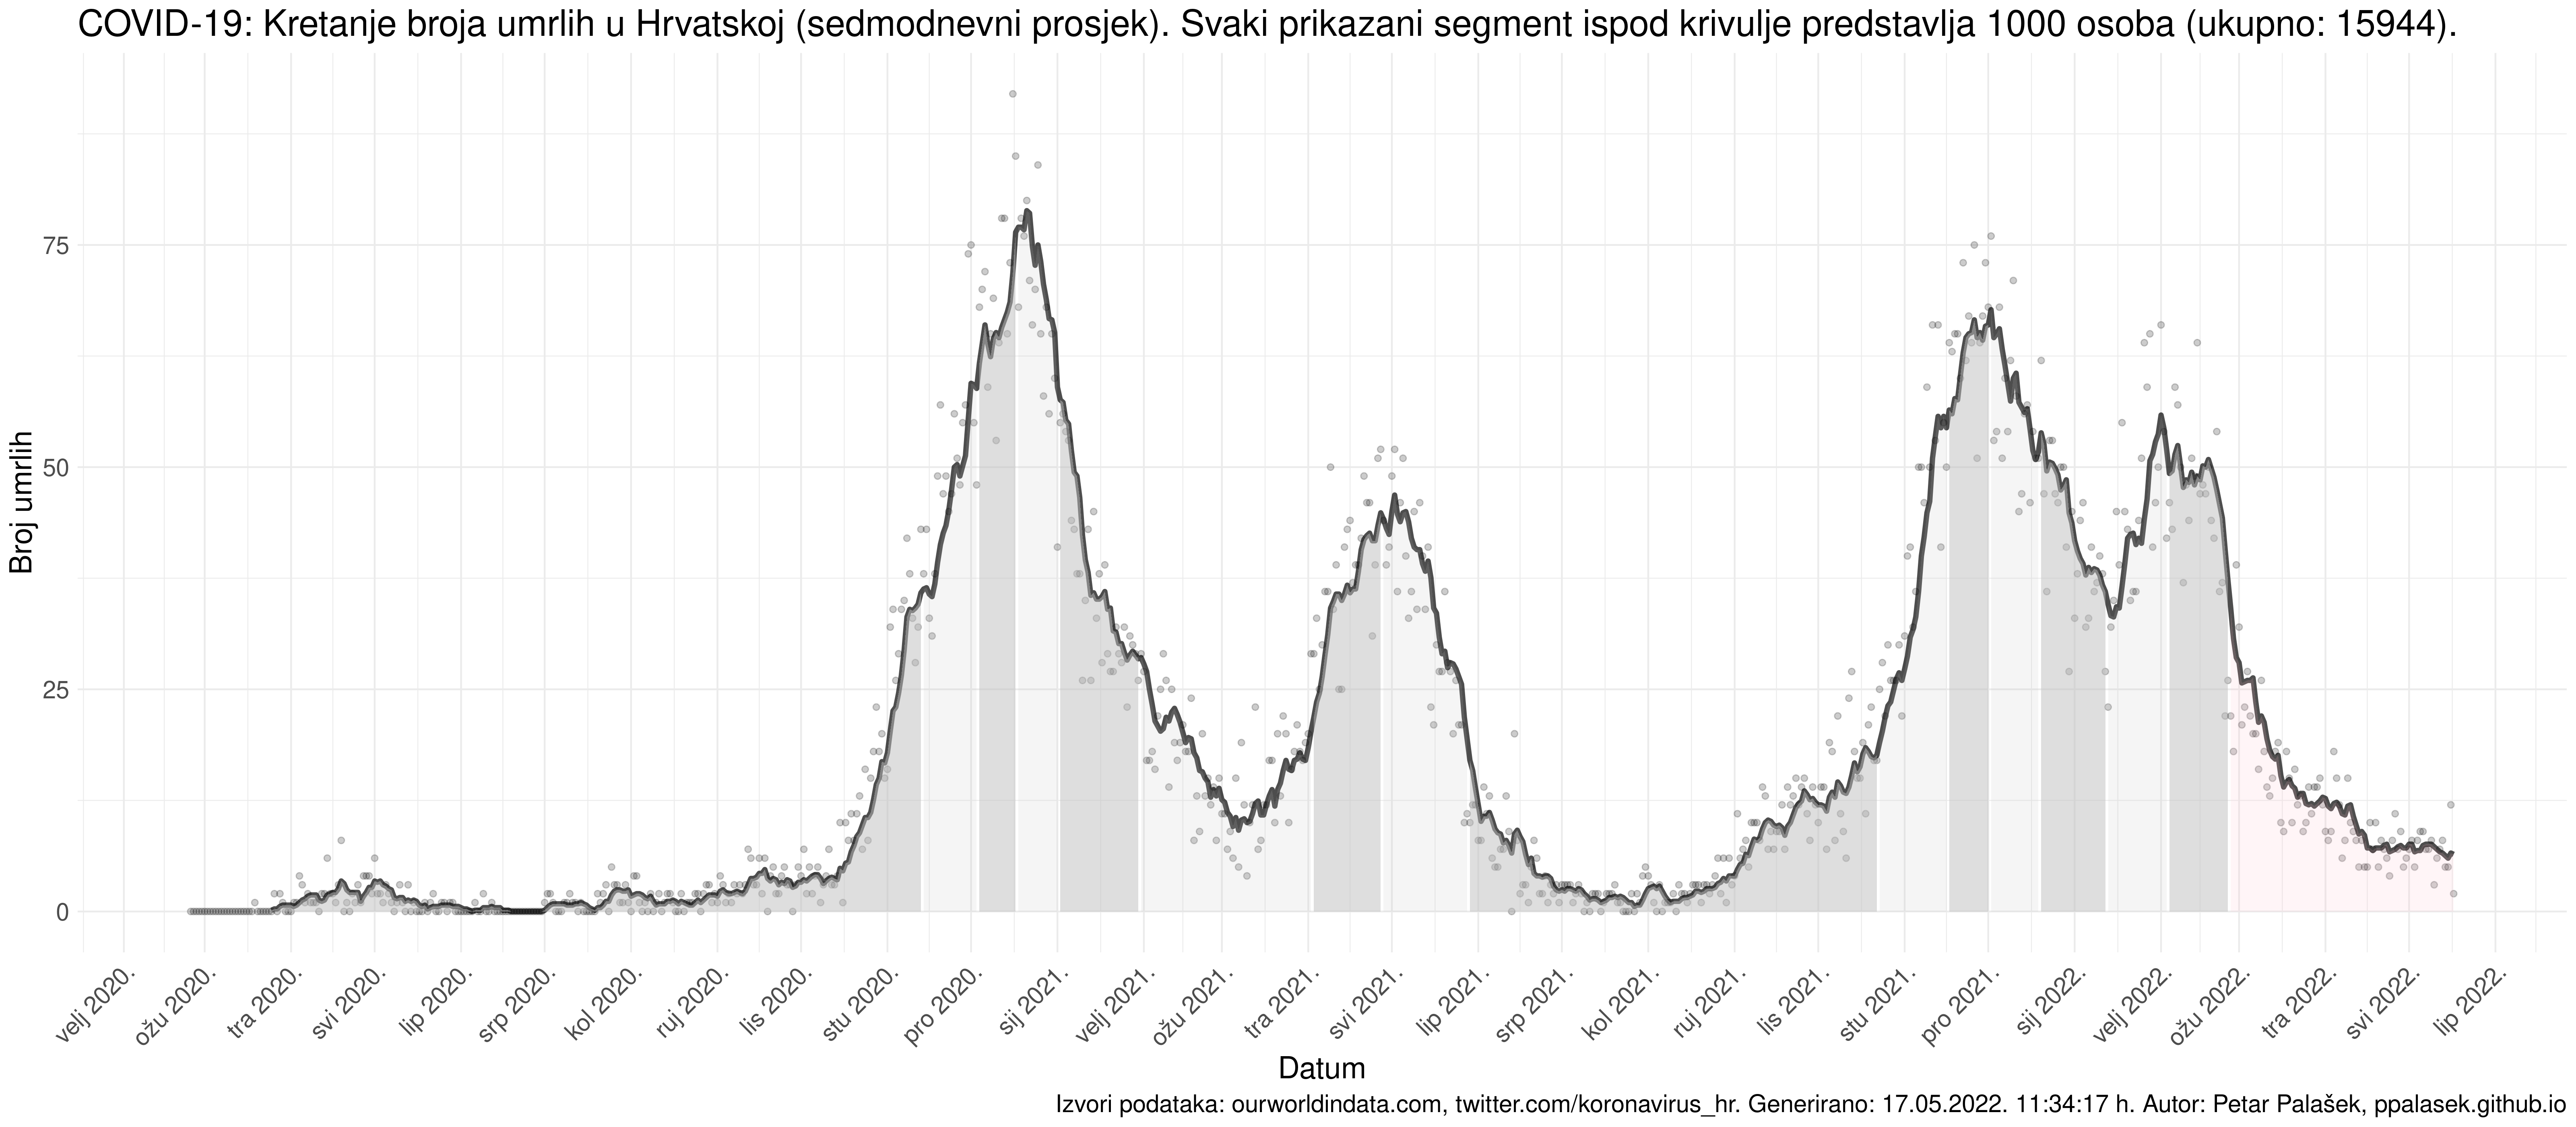 COVID-19: Kretanje broja umrlih u Hrvatskoj (sedmodnevni prosjek). Svaki prikazani segment ispod krivulje predstavlja 1000 osoba (ukupno: 15944).
Broj umrlih
75
50
25
0
velj 2020.
ožu 2020.
tra 2020.
svi 2020.
lip 2020.
srp 2020.
kol 2020.
ruj 2020.
lis 2020.
stu 2020.
pro 2020.
sij 2021.
velj 2021.
ožu 2021.
tra 2021.
svi 2021.
lip 2021.
srp 2021.
kol 2021.
ruj 2021.
lis 2021.
stu 2021.
pro 2021.
sij 2022.
velj 2022.
ožu 2022.
tra 2022.
svi 2022.
lip 2022.
Datum
Izvori podataka: ourworldindata.com, twitter.com/koronavirus_hr. Generirano: 17.05.2022. 11:34:17 h. Autor: Petar Palašek, ppalasek.github.io